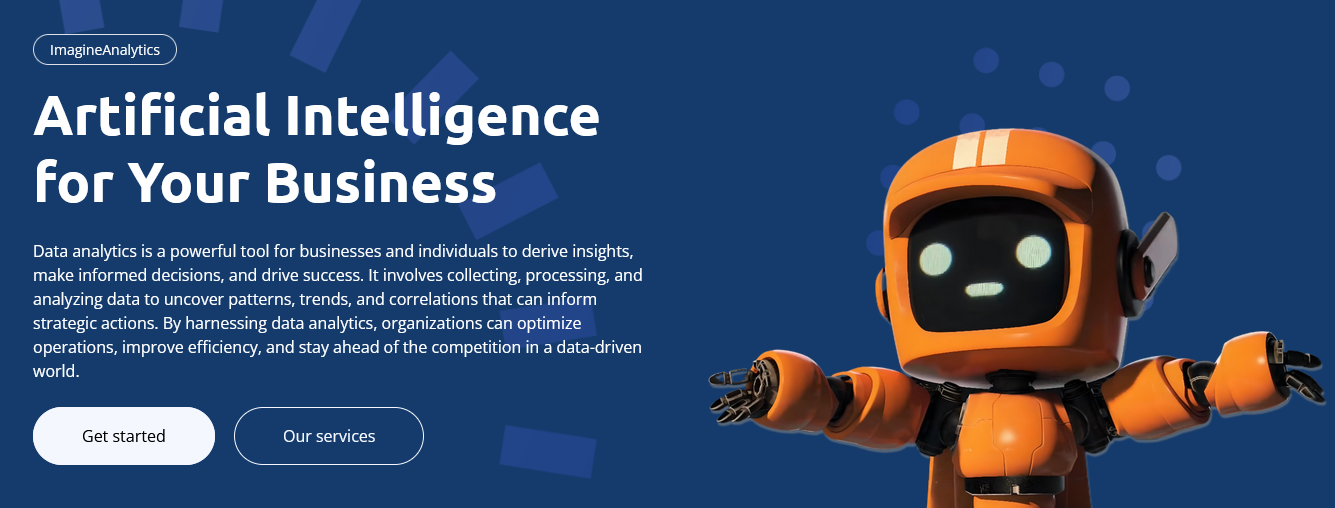 ImagineAnalytics
Artificial Intelligence
for Your Business
Data analytics is a powerful tool for businesses and individuals to derive insights,
make informed decisions, and drive success. It involves collecting, processing, and
analyzing data to uncover patterns, trends, and correlations that can inform
strategic actions. By harnessing data analytics, organizations can optimize
operations, improve efficiency, and stay ahead of the competition in a data-driven
world.
Get started
Our services